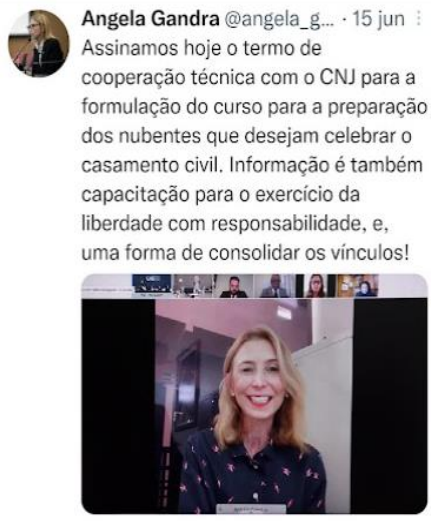 Angela Gandra @angela_g... · 15 jun
Assinamos hoje o termo de
cooperação técnica com o CNJ para a
formulação do curso para a preparação
dos nubentes que desejam celebrar o
casamento civil. Informação é também
capacitação para o exercício da
liberdade com responsabilidade, e,
uma forma de consolidar os vínculos!